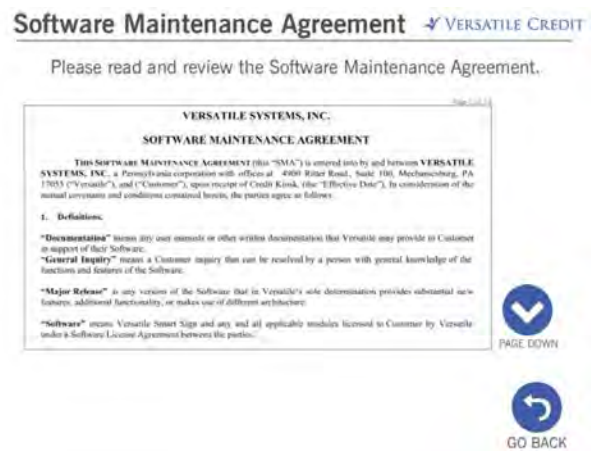 Software Maintenance Agreement VERSATILE CREDIT
Please read and review the Software Maintenance Agreement.
VERSATILE SYSTEMS, INC.
SOFTWARE MAINTENANCE AGREEMENT
THIS SOFTWARE MAINTENANCE AGREEMENT (this "SMA") is entered into by and between VERSATILE
SYSTEMS, INC. a Pennsylvania corporation with offices at 4900 Ritter Road, Suite 100, Mechanicsburg, PA
17055 ("Versatile"), and ("Customer"), upon receipt of Credit Kiosk, (the "Effective Date"). In consideration of the
mutual covenants and conditions contained herein, the parties agree as follows
1. Definitions.
"Documentation" means any user manuals or other written documentation that Versatile may provide to Customer
in support of their Software.
"General Inquiry" means a Customer inquiry that can be resolved by a person with general knowledge of the
functions and features of the Software.
"Major Release" is any version of the Software that in Versatile's sole determination provides substantial new
features, additional functionality, or makes use of different architecture.
"Software" means Versatile Smart Sign and any and all applicable modules licensed to Customer by Versatile
under a Software License Agreement between the parties.
PAGE DOWN
GO BACK